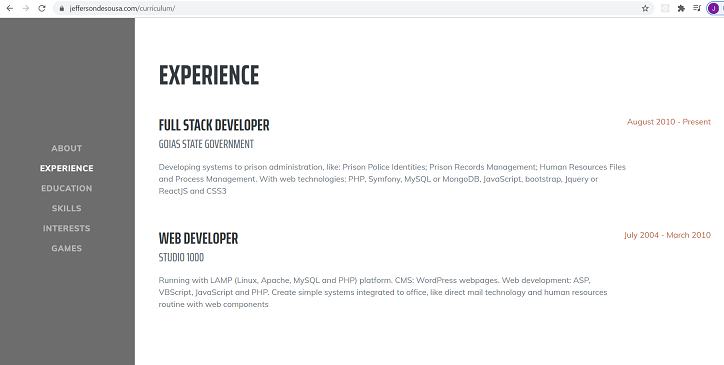 jeffersondesousa.com/curriculum/
J
ABOUT
EXPERIENCE
EDUCATION
SKILLS
INTERESTS
GAMES
EXPERIENCE
FULL STACK DEVELOPER
August 2010 - Present
GOIAS STATE GOVERNMENT
Developing systems to prison administration, like: Prison Police Identities; Prison Records Management; Human Resources Files
and Process Management. With web technologies: PHP, Symfony, MySQL or MongoDB, JavaScript, bootstrap, Jquery or
ReactJS and CSS3
WEB DEVELOPER
July 2004 - March 2010
STUDIO 1000
Running with LAMP (Linux, Apache, MySQL and PHP) platform. CMS: WordPress webpages. Web development: ASP,
VBScript, JavaScript and PHP. Create simple systems integrated to office, like direct mail technology and human resources
routine with web components